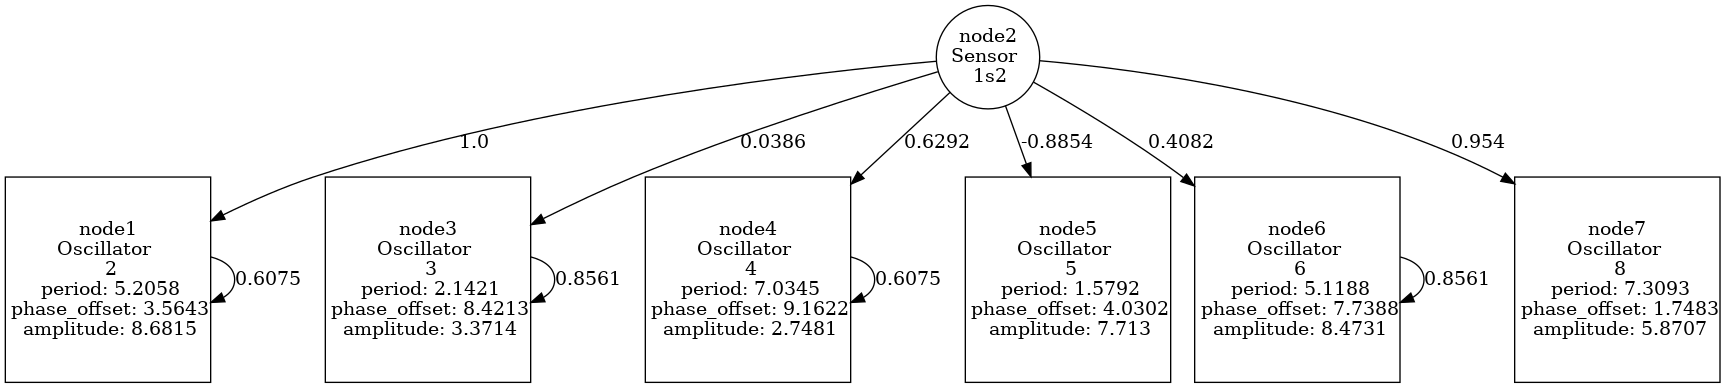 node2
Sensor
1s2
1.0
0.0386
0.6292
-0.8854
0.4082
0.954
node1
Oscillator
2
period: 5.2058
phase_offset: 3.5643
amplitude: 8.6815
0.6075
node3
Oscillator
3
period: 2.1421
phase_offset: 8.4213
amplitude: 3.3714
0.8561
node4
Oscillator
4
period: 7.0345
phase_offset: 9.1622
amplitude: 2.7481
0.6075
node5
Oscillator
5
period: 1.5792
phase_offset: 4.0302
amplitude: 7.713
node6
Oscillator
6
period: 5.1188
phase_offset: 7.7388
amplitude: 8.4731
0.8561
node7
Oscillator
8
period: 7.3093
phase_offset: 1.7483
amplitude: 5.8707